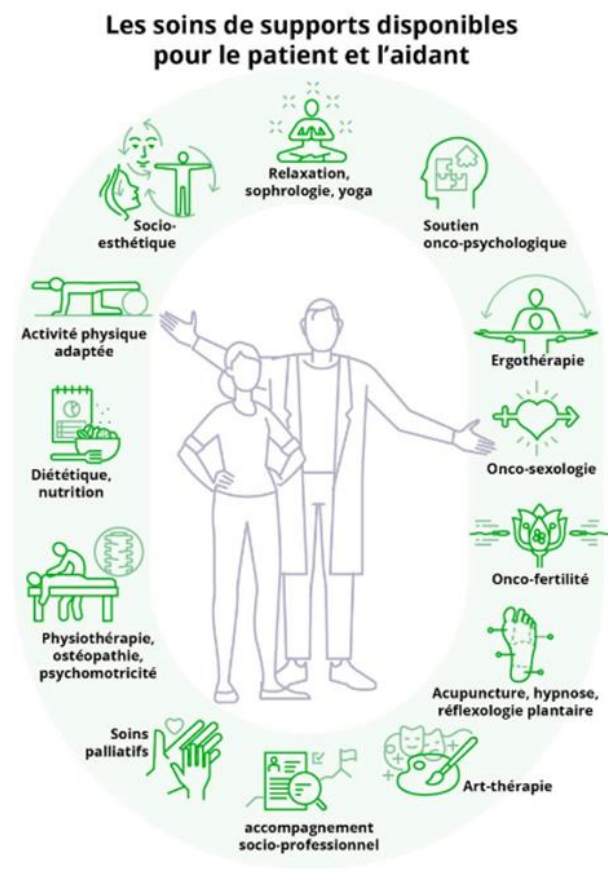 Les soins de supports disponibles
pour le patient et l'aidant
Relaxation,
sophrologie, yoga
Soutien
onco-psychologique
Ergothérapie
Onco-sexologie
Onco-fertilité
Acupuncture, hypnose,
réflexologie plantaire
Art-thérapie
accompagnement
socio-professionnel
Soins
palliatifs
Physiothérapie,
ostéopathie,
psychomotricité
Diététique,
nutrition
Activité physique
adaptée
Socio-
esthétique